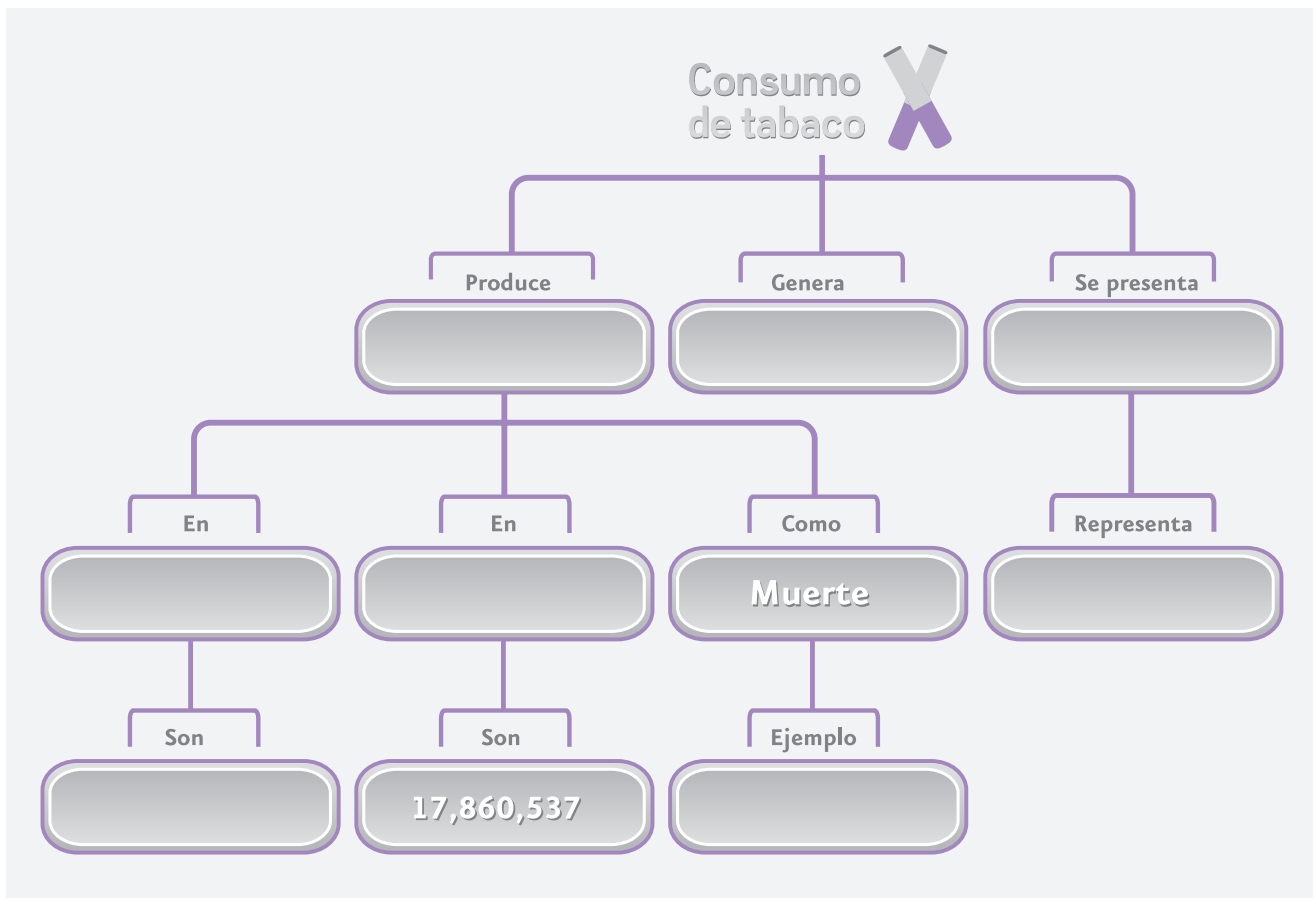 Consumo
de tabaco
Produce
Genera
Se presenta
En
En
Como
Representa
Muerte
Son
Son
Ejemplo
17,860,537